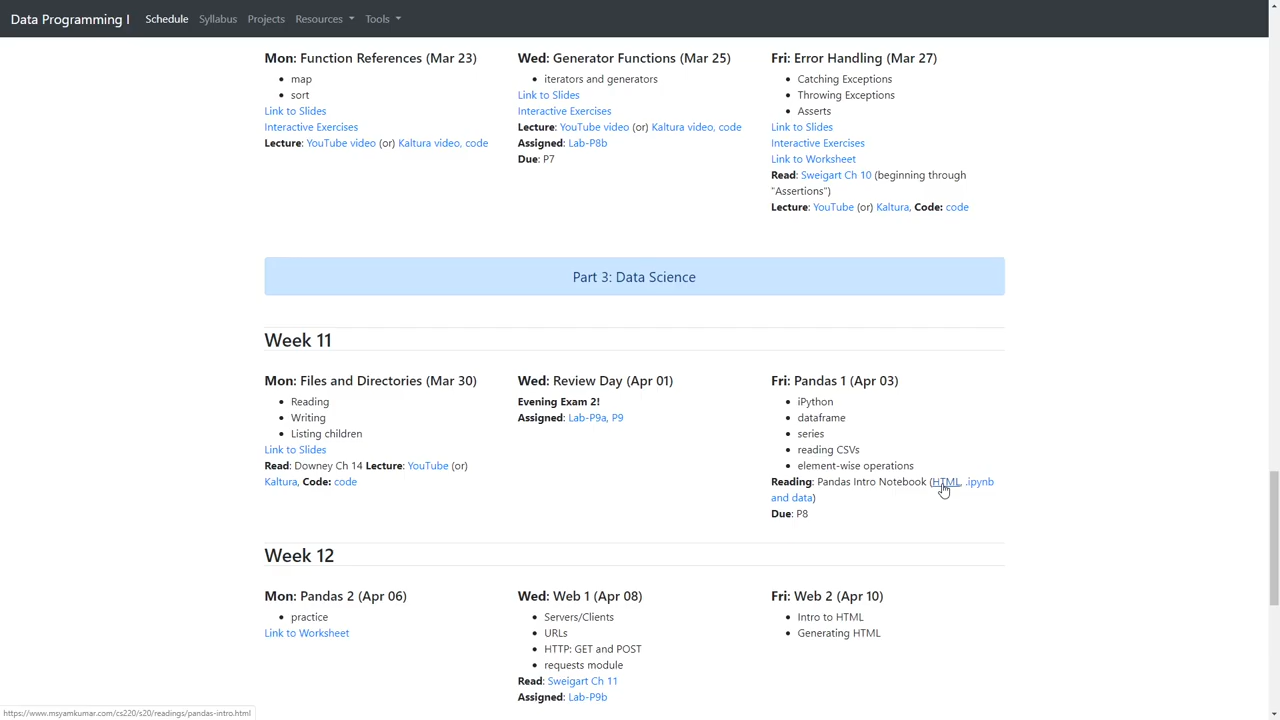 Data Programming I Schedule Syllabus Projects Resources Tools
Mon: Function References (Mar 23)
map
sort
Link to Slides
Interactive Exercises
Lecture: YouTube video (or) Kaltura video, code
Wed: Generator Functions (Mar 25)
iterators and generators
Link to Slides
Interactive Exercises
Lecture: YouTube video (or) Kaltura video, code
Assigned: Lab-P8b
Due: P7
Fri: Error Handling (Mar 27)
Catching Exceptions
Throwing Exceptions
Asserts
Link to Slides
Interactive Exercises
Link to Worksheet
Read: Sweigart Ch 10 (beginning through
"Assertions")
Lecture: YouTube (or) Kaltura, Code: code
Part 3: Data Science
Week 11
Mon: Files and Directories (Mar 30)
Reading
Writing
Listing children
Link to Slides
Read: Downey Ch 14 Lecture: YouTube (or)
Kaltura, Code: code
Wed: Review Day (Apr 01)
Evening Exam 2!
Assigned: Lab-P9a, P9
Fri: Pandas 1 (Apr 03)
iPython
dataframe
series
reading CSVs
element-wise operations
Reading: Pandas Intro Notebook (HTML, .ipynb
and data)
Due: P8
Week 12
Mon: Pandas 2 (Apr 06)
practice
Link to Worksheet
Wed: Web 1 (Apr 08)
Servers/Clients
URLs
HTTP: GET and POST
requests module
Read: Sweigart Ch 11
Assigned: Lab-P9b
Fri: Web 2 (Apr 10)
Intro to HTML
Generating HTML
https://www.msyamkumar.com/cs220/s20/readings/pandas-intro.html